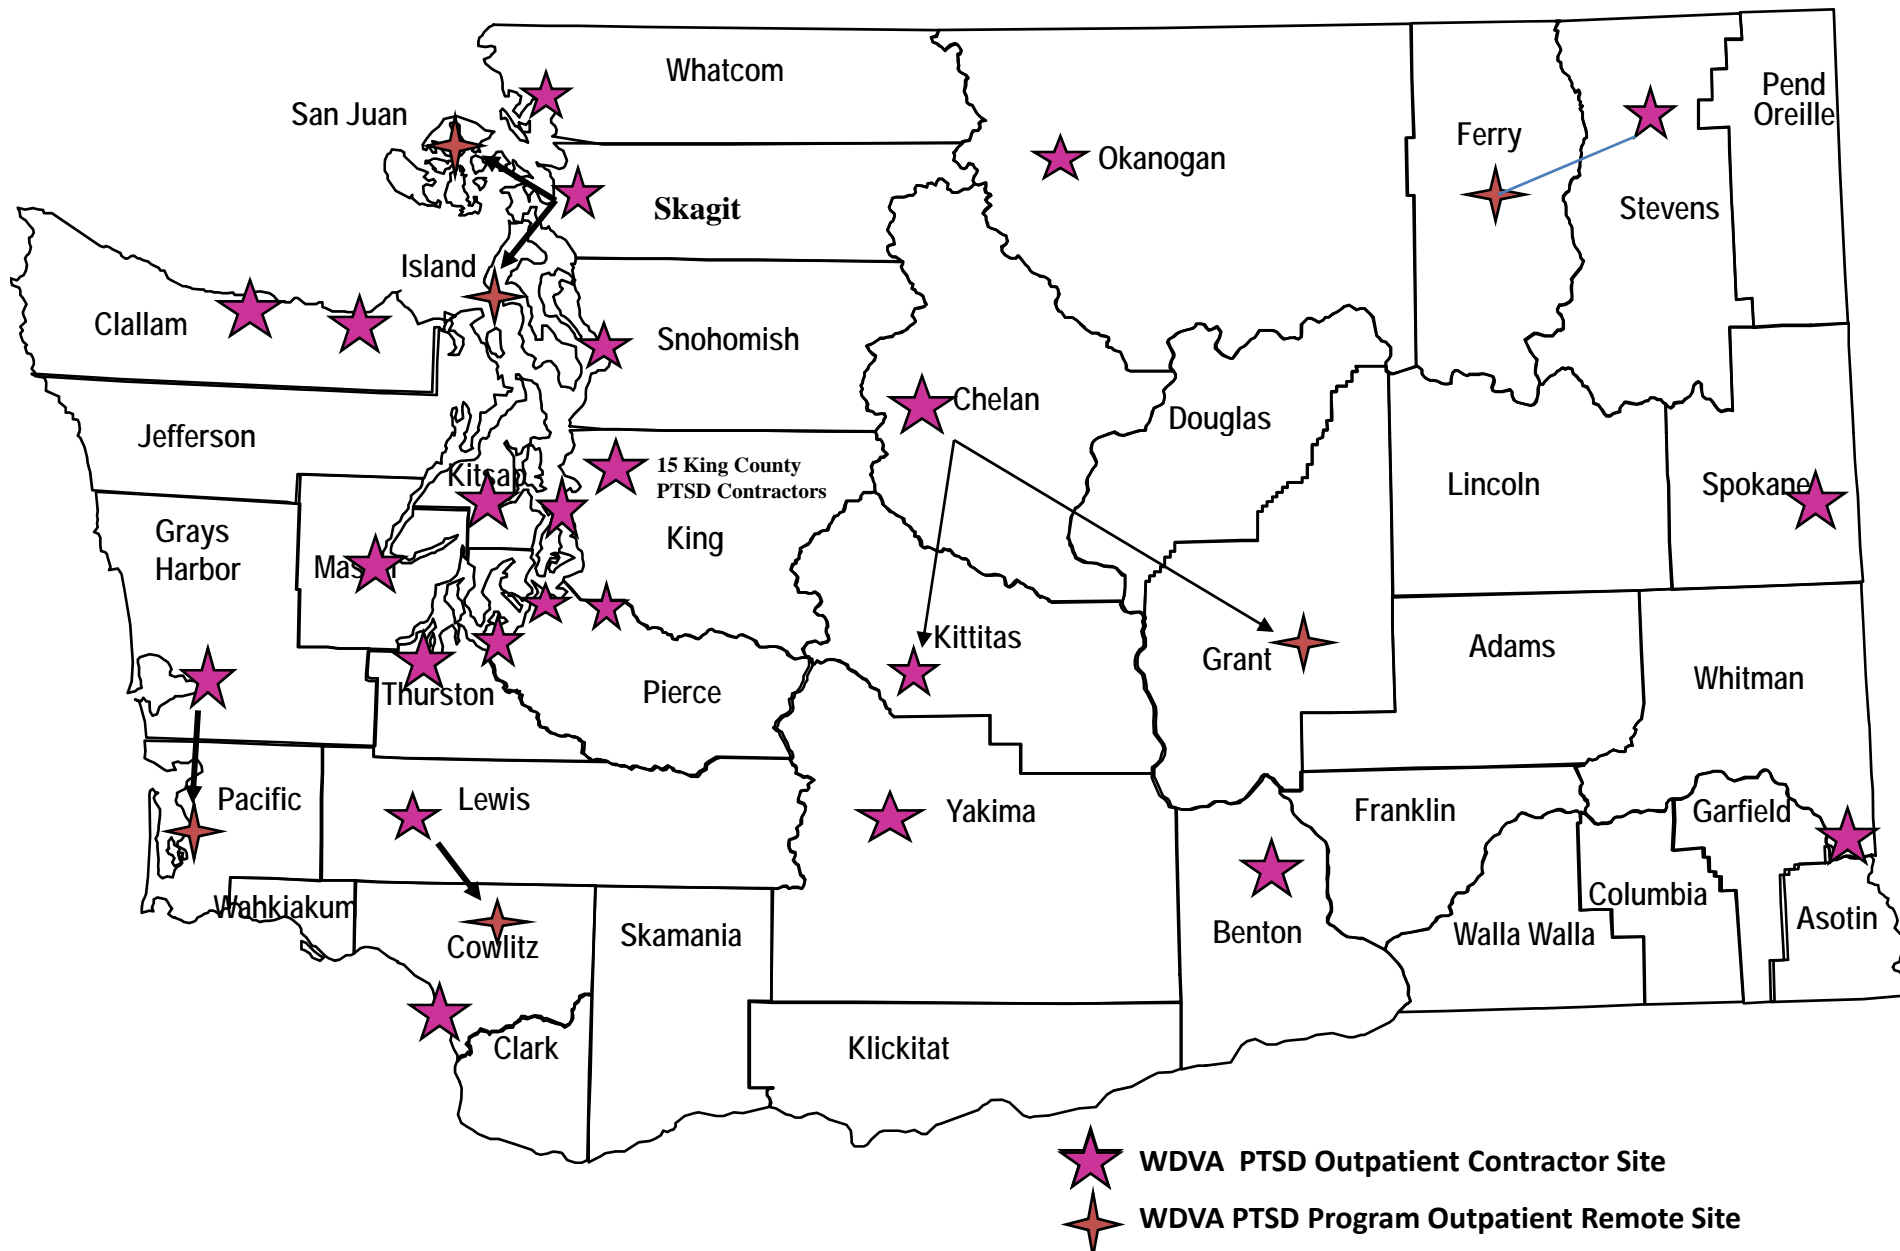 Whatcom
San Juan
Pend
Oreille
Ferry
Okanogan
Skagit
Stevens
Island
Clallam
Snohomish
Chelan
Douglas
Jefferson
Kitsap
15 King County
PTSD Contractors
King
Lincoln
Spokane
Grays
Harbor
Mason
Kittitas
Grant
Adams
Whitman
Thurston
Pierce
Pacific
Lewis
Yakima
Franklin
Garfield
Wahkiakum
Cowlitz
Skamania
Benton
Walla Walla
Columbia
Asotin
Clark
Klickitat
WDVA PTSD Outpatient Contractor Site
WDVA PTSD Program Outpatient Remote Site